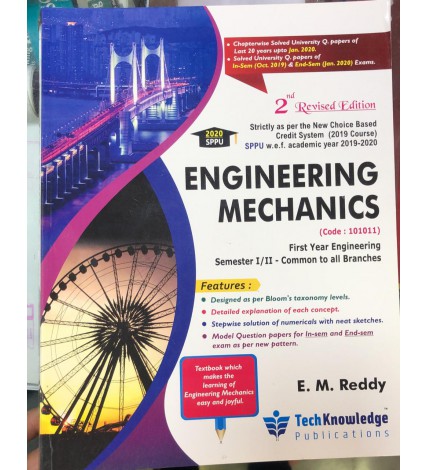 • Chapterwise Solved University Q. papers of
Last 20 years upto Jan. 2020.
• Solved University Q. papers of
In-Sem (Oct. 2019) & End-Sem (Jan. 2020) Exams.
2nd Revised Edition
2020
SPPU
Strictly as per the New Choice Based
Credit System (2019 Course)
SPPU w.e.f. academic year 2019-2020
ENGINEERING
MECHANICS
(Code : 101011)
First Year Engineering
Semester I/II - Common to all Branches
Features :
• Designed as per Bloom's taxonomy levels.
• Detailed explanation of each concept.
• Stepwise solution of numericals with neat sketches.
• Model Question papers for In-sem and End-sem
exam as per new pattern.
Textbook which
makes the
learning of
Engineering Mechanics
easy and joyful.
E. M. Reddy
TechKnowledge
Publications